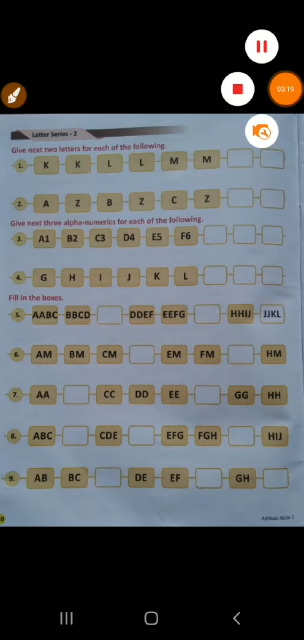 03:19
Letter Series - 2
Give next two letters for each of the following.
1. K K L L M M
2. A Z B Z C Z
Give next three alpha-numerics for each of the following.
3. A1 B2 C3 D4 E5 F6
4. G H I J K L
Fill in the boxes.
5. AABC BBCD DDEF EEFG HHIJ JJKL
6. AM BM CM EM FM HM
7. AA CC DD EE GG HH
8. ABC CDE EFG FGH HIJ
9. AB BC DE EF GH